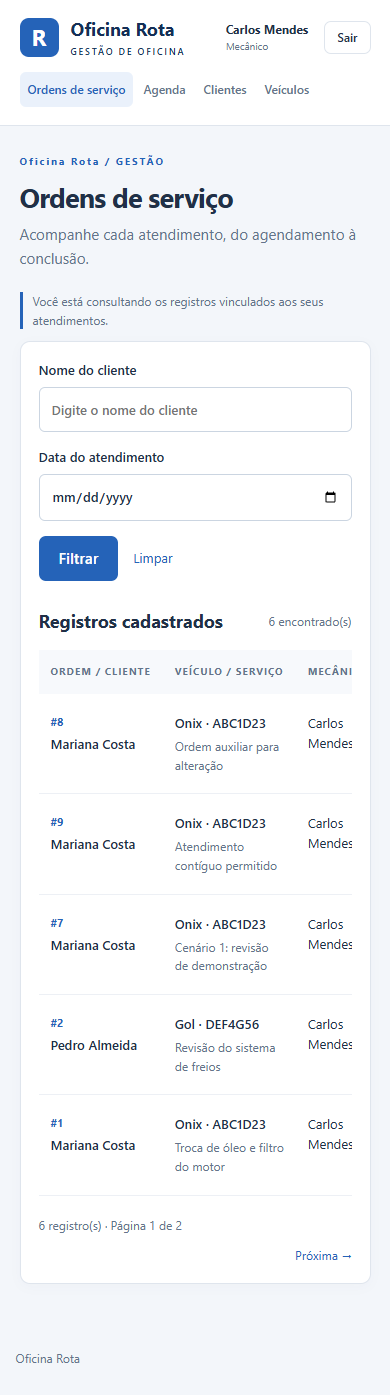 R
Oficina Rota
GESTÃO DE OFICINA
Carlos Mendes
Mecânico
Sair
Ordens de serviço Agenda Clientes Veículos
Oficina Rota / GESTÃO
Ordens de serviço
Acompanhe cada atendimento, do agendamento à
conclusão.
Você está consultando os registros vinculados aos seus
atendimentos.
Nome do cliente
Digite o nome do cliente
Data do atendimento
mm/dd/yyyy
Filtrar Limpar
Registros cadastrados 6 encontrado(s)
ORDEM / CLIENTE VEÍCULO / SERVIÇO MECÂNI
#8
Mariana Costa
Onix · ABC1D23
Ordem auxiliar para
alteração
Carlos
Mendes
#9
Mariana Costa
Onix · ABC1D23
Atendimento
contíguo permitido
Carlos
Mendes
#7
Mariana Costa
Onix · ABC1D23
Cenário 1: revisão
de demonstração
Carlos
Mendes
#2
Pedro Almeida
Gol · DEF4G56
Revisão do sistema
de freios
Carlos
Mendes
#1
Mariana Costa
Onix · ABC1D23
Troca de óleo e filtro
do motor
Carlos
Mendes
6 registro(s) · Página 1 de 2
Próxima →
Oficina Rota